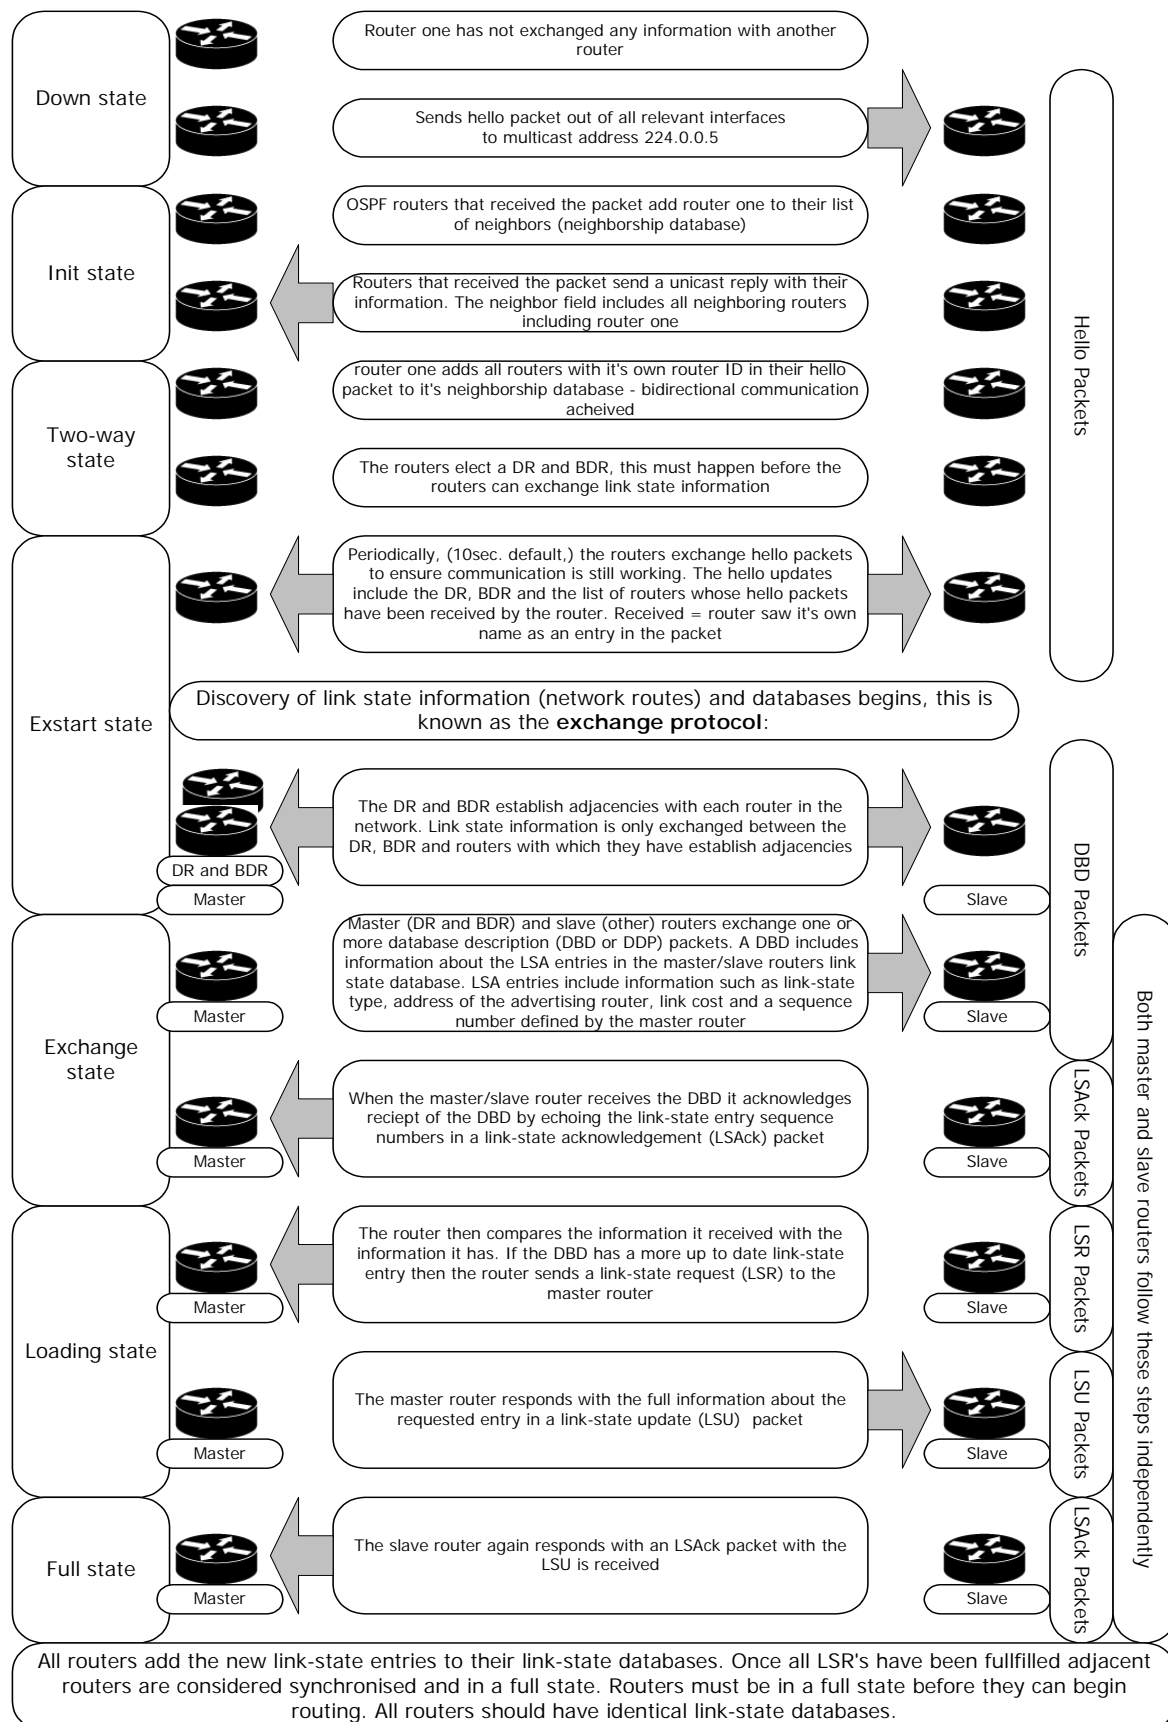 Down state
Router one has not exchanged any information with another
router
Sends hello packet out of all relevant interfaces
to multicast address 224.0.0.5
Init state
OSPF routers that received the packet add router one to their list
of neighbors (neighborship database)
Routers that received the packet send a unicast reply with their
information. The neighbor field includes all neighboring routers
including router one
Hello Packets
Two-way
state
router one adds all routers with it's own router ID in their hello
packet to it's neighborship database - bidirectional communication
acheived
The routers elect a DR and BDR, this must happen before the
routers can exchange link state information
Exstart state
Periodically, (10sec. default,) the routers exchange hello packets
to ensure communication is still working. The hello updates
include the DR, BDR and the list of routers whose hello packets
have been received by the router. Received = router saw it's own
name as an entry in the packet
Discovery of link state information (network routes) and databases begins, this is
known as the exchange protocol:
The DR and BDR establish adjacencies with each router in the
network. Link state information is only exchanged between the
DR, BDR and routers with which they have establish adjacencies
DR and BDR
Master
Slave
DBD Packets
Exchange
state
Master (DR and BDR) and slave (other) routers exchange one or
more database description (DBD or DDP) packets. A DBD includes
information about the LSA entries in the master/slave routers link
state database. LSA entries include information such as link-state
type, address of the advertising router, link cost and a sequence
number defined by the master router
Master
Slave
When the master/slave router receives the DBD it acknowledges
reciept of the DBD by echoing the link-state entry sequence
numbers in a link-state acknowledgement (LSAck) packet
Master
Slave
LSAck Packets
Both master and slave routers follow these steps independently
Loading state
The router then compares the information it received with the
information it has. If the DBD has a more up to date link-state
entry then the router sends a link-state request (LSR) to the
master router
Master
Slave
LSR Packets
The master router responds with the full information about the
requested entry in a link-state update (LSU) packet
Master
Slave
LSU Packets
Full state
The slave router again responds with an LSAck packet with the
LSU is received
Master
Slave
LSAck Packets
All routers add the new link-state entries to their link-state databases. Once all LSR's have been fullfilled adjacent
routers are considered synchronised and in a full state. Routers must be in a full state before they can begin
routing. All routers should have identical link-state databases.